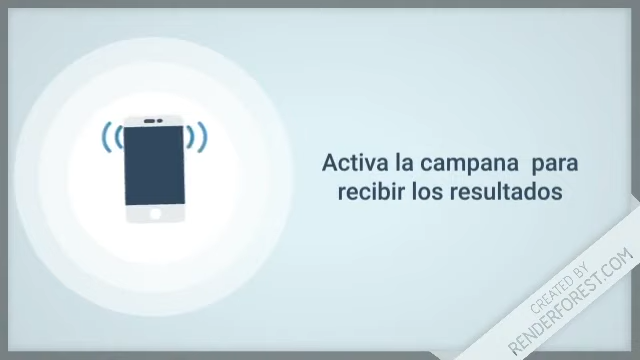 Activa la campana  para
recibir los resultados
CREATED BY
RENDERFOREST.COM